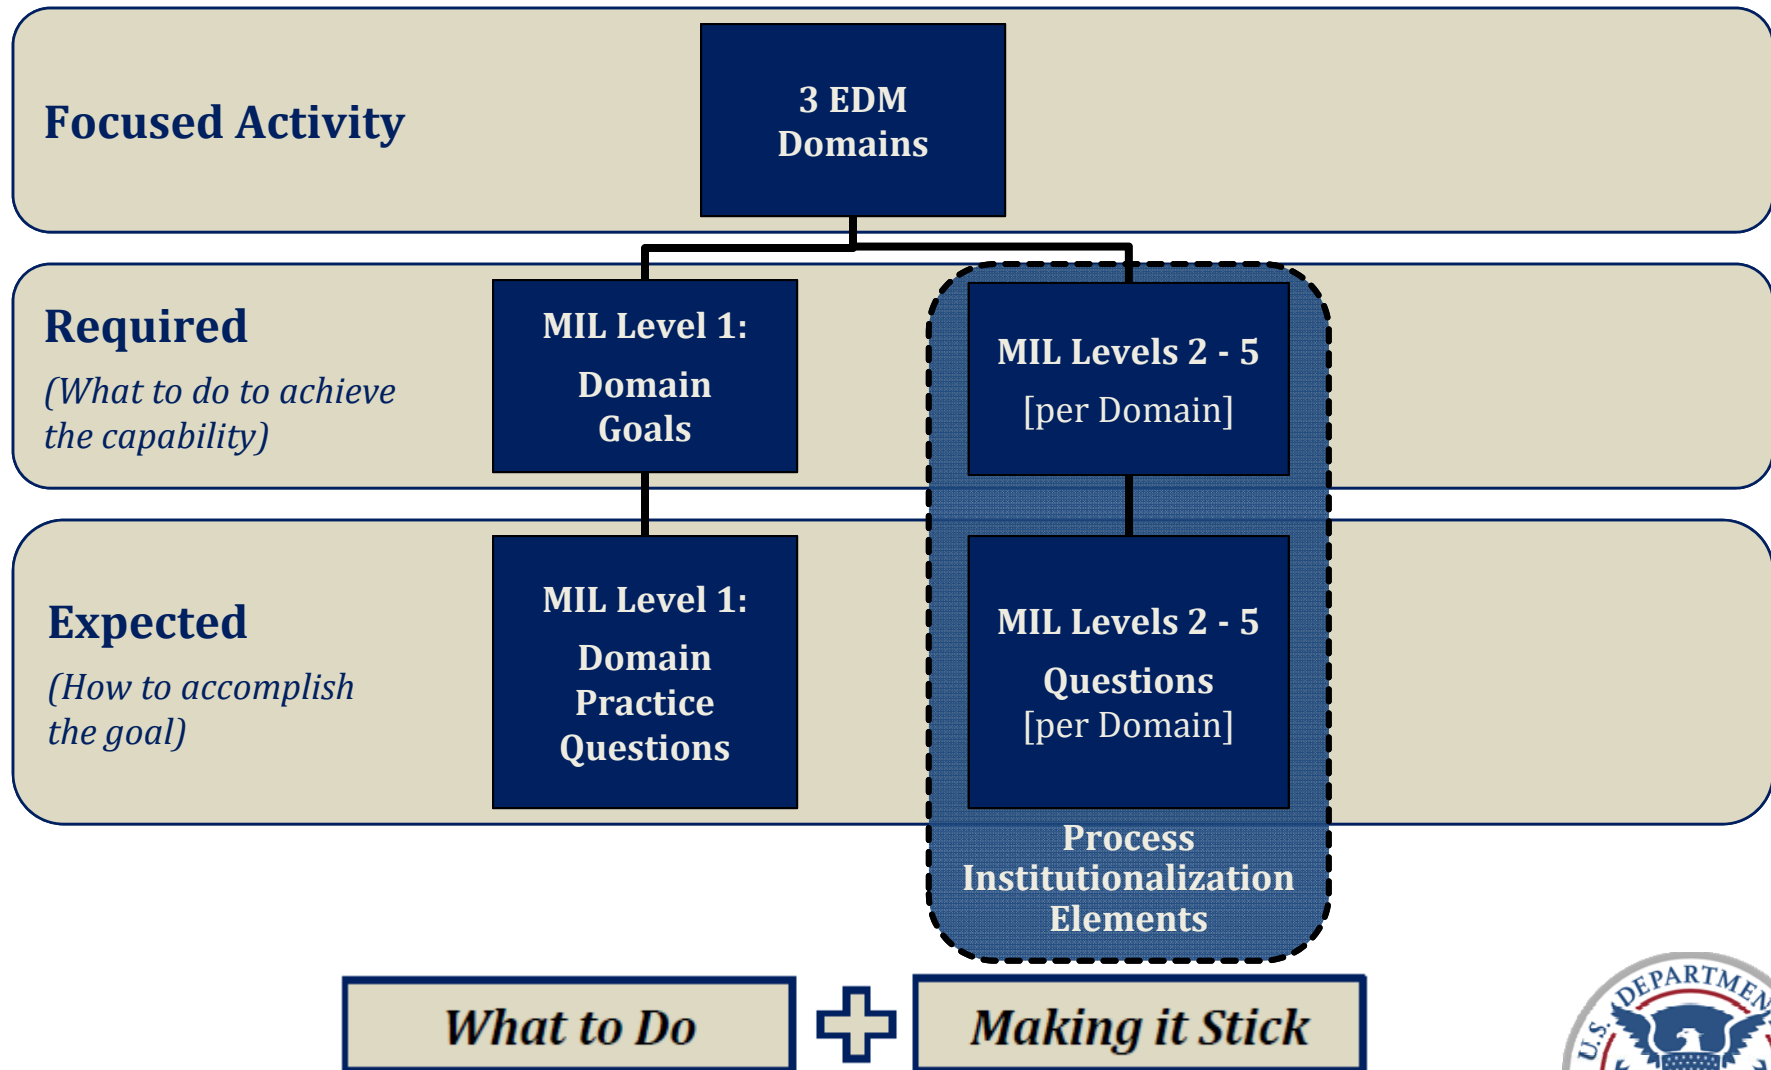 Focused Activity
3 EDM
Domains
Required
(What to do to achieve
the capability)
MIL Level 1:
Domain
Goals
MIL Levels 2 - 5
[per Domain]
Expected
(How to accomplish
the goal)
MIL Level 1:
Domain
Practice
Questions
MIL Levels 2 - 5
Questions
[per Domain]
Process
Institutionalization
Elements
What to Do
Making it Stick
U.S.